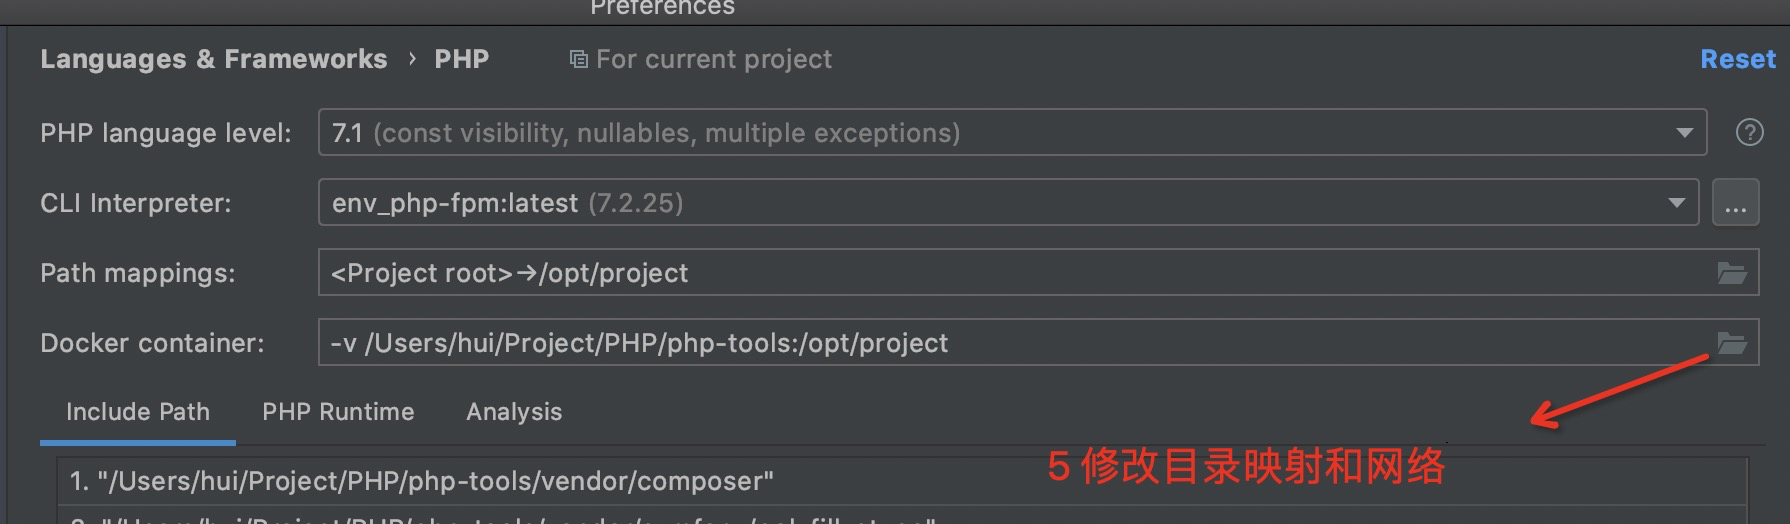 Preferences
Languages & Frameworks › PHP For current project Reset
PHP language level: 7.1 (const visibility, nullables, multiple exceptions) ?
CLI Interpreter: env_php-fpm:latest (7.2.25) ...
Path mappings: <Project root>→/opt/project
Docker container: -v /Users/hui/Project/PHP/php-tools:/opt/project
Include Path PHP Runtime Analysis
5 修改目录映射和网络
1. "/Users/hui/Project/PHP/php-tools/vendor/composer"